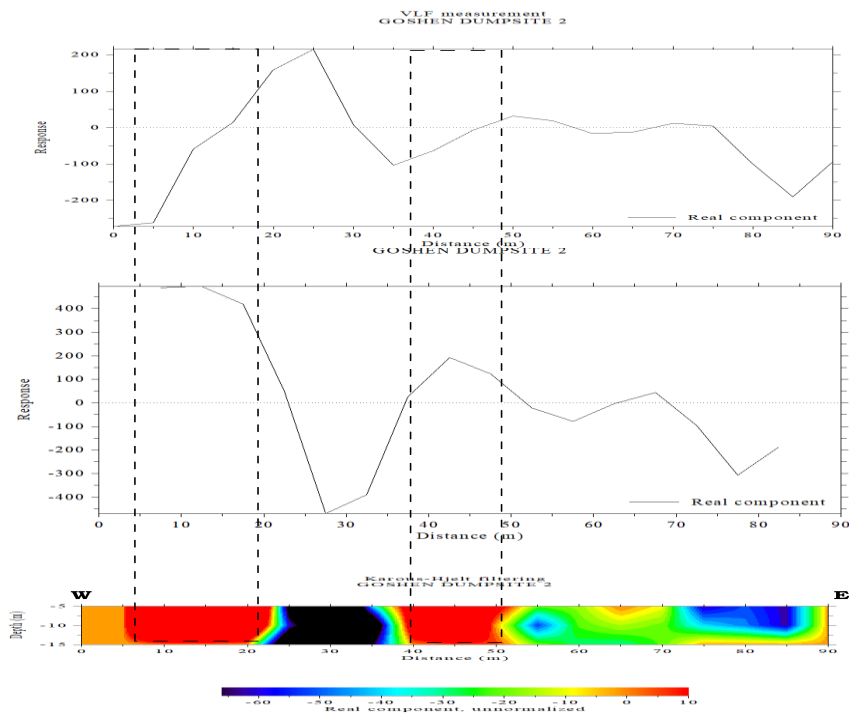 VLF measurement
GOSHEN DUMPSITE 2
200
100
0
-100
-200
Response
Real component
0 10 20 30 40 50 60 70 80 90
Distance (m)
GOSHEN DUMPSITE 2
400
300
200
100
0
-100
-200
-300
-400
Response
Real component
0 10 20 30 40 50 60 70 80 90
Distance (m)
Karous-Hjelt filtering
GOSHEN DUMPSITE 2
W E
-5
-10
-15
Depth (m)
0 10 20 30 40 50 60 70 80 90
Distance (m)
-60 -50 -40 -30 -20 -10 0 10
Real component, unnormalized